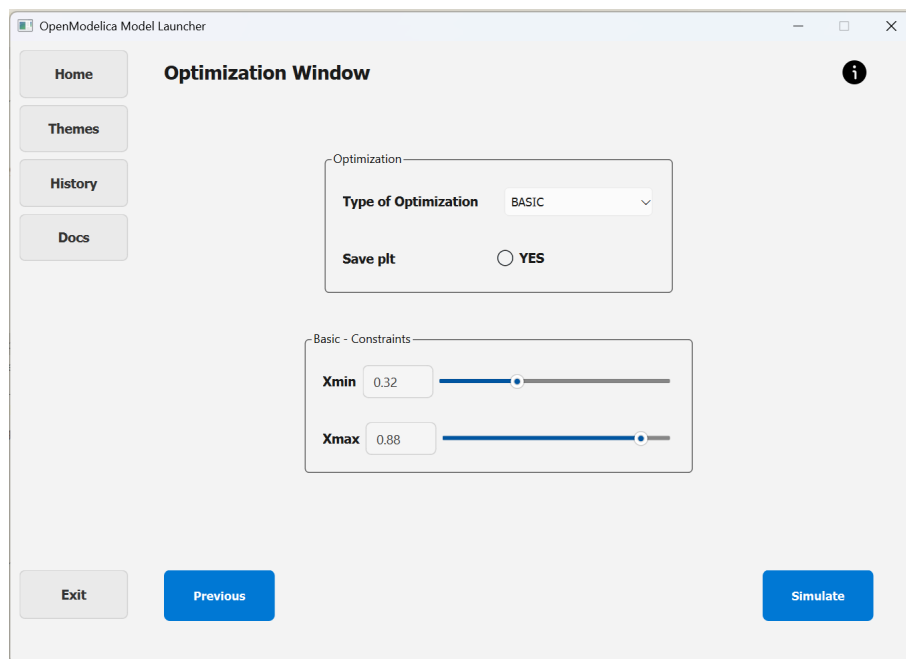 OpenModelica Model Launcher
Home
Optimization Window
Themes
History
Docs
Optimization
Type of Optimization BASIC
Save plt YES
Basic - Constraints
Xmin 0.32
Xmax 0.88
Exit
Previous
Simulate